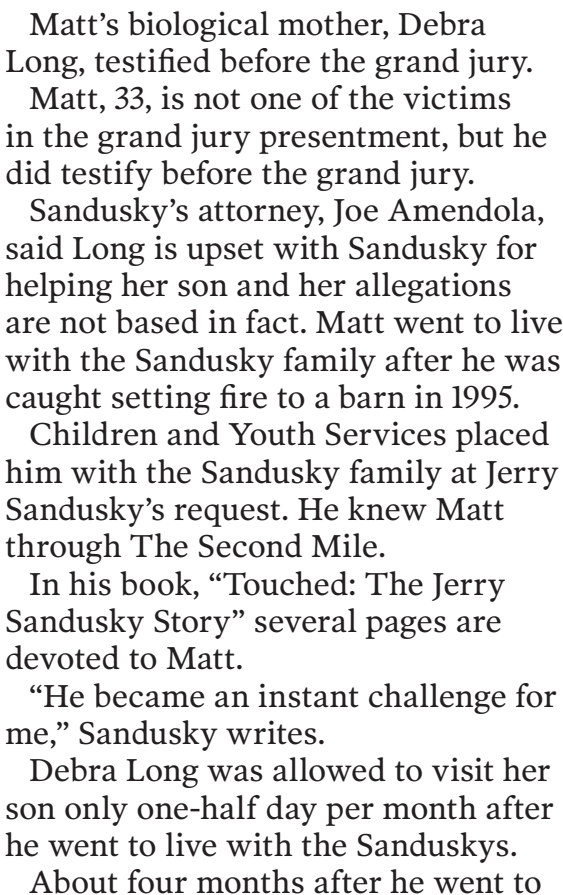 Matt’s biological mother, Debra
Long, testified before the grand jury.
Matt, 33, is not one of the victims
in the grand jury presentment, but he
did testify before the grand jury.
Sandusky’s attorney, Joe Amendola,
said Long is upset with Sandusky for
helping her son and her allegations
are not based in fact. Matt went to live
with the Sandusky family after he was
caught setting fire to a barn in 1995.
Children and Youth Services placed
him with the Sandusky family at Jerry
Sandusky’s request. He knew Matt
through The Second Mile.
In his book, “Touched: The Jerry
Sandusky Story” several pages are
devoted to Matt.
“He became an instant challenge for
me,” Sandusky writes.
Debra Long was allowed to visit her
son only one-half day per month after
he went to live with the Sanduskys.
About four months after he went to